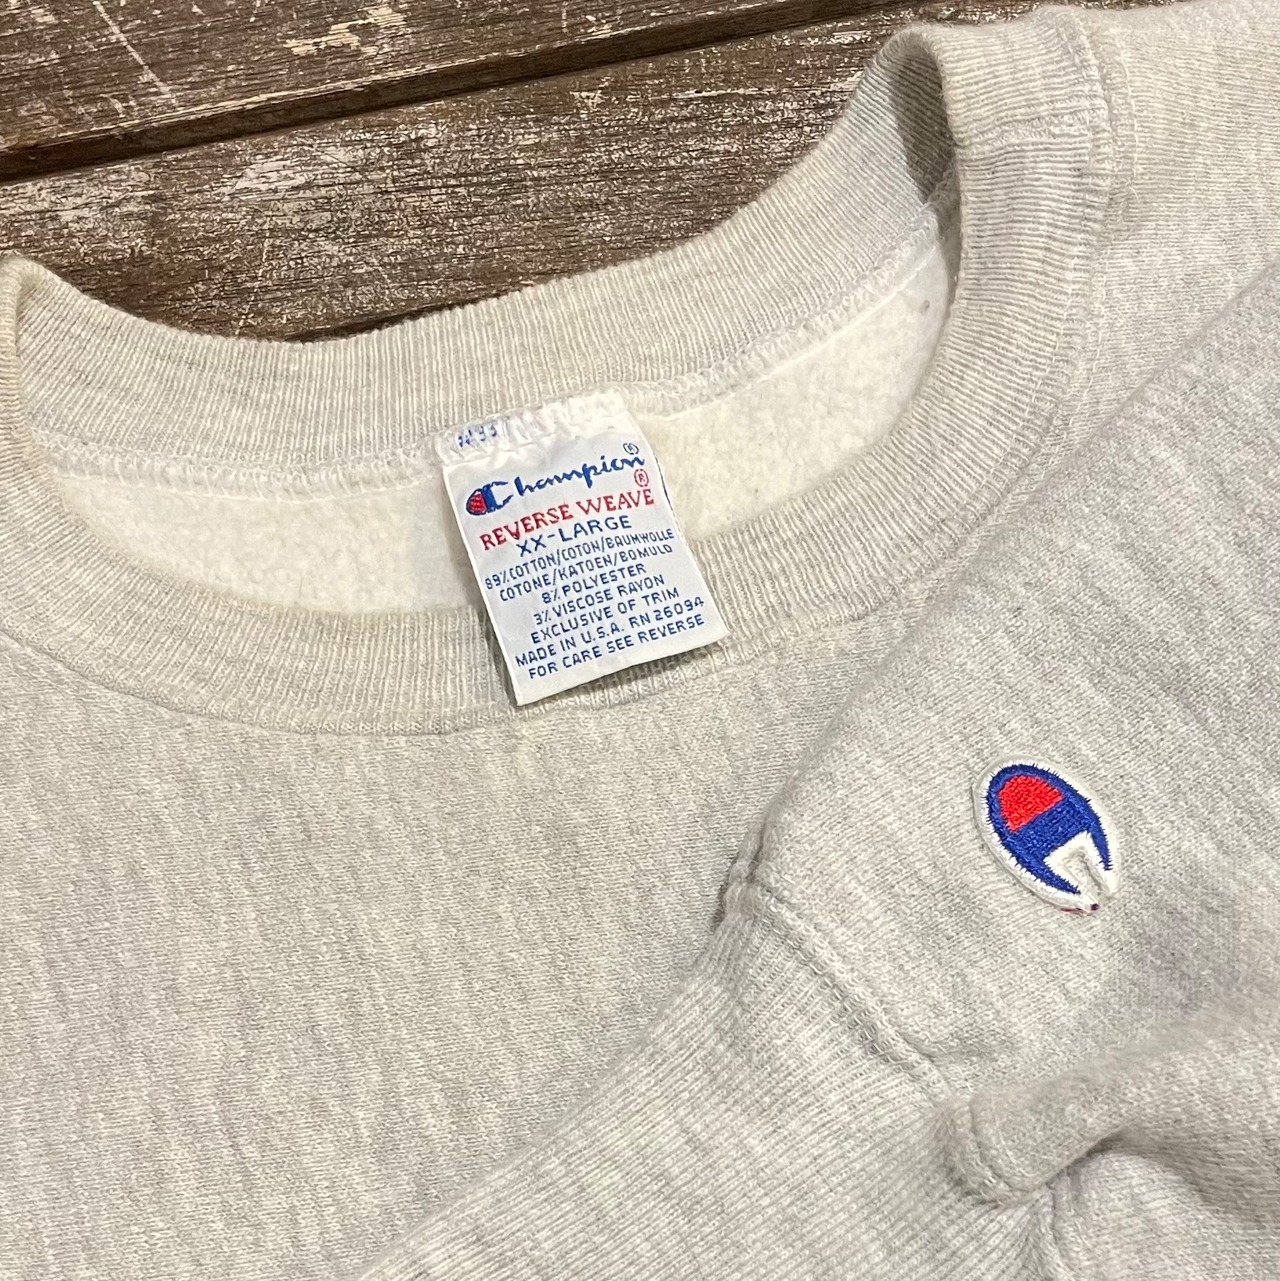 Champion®
REVERSE WEAVE®
XX-LARGE
89% COTTON/COTON/BAUMWOLLE
COTONE/KATOEN/BOMULD
8% POLYESTER
3% VISCOSE RAYON
EXCLUSIVE OF TRIM
MADE IN U.S.A. RN 26094
FOR CARE SEE REVERSE